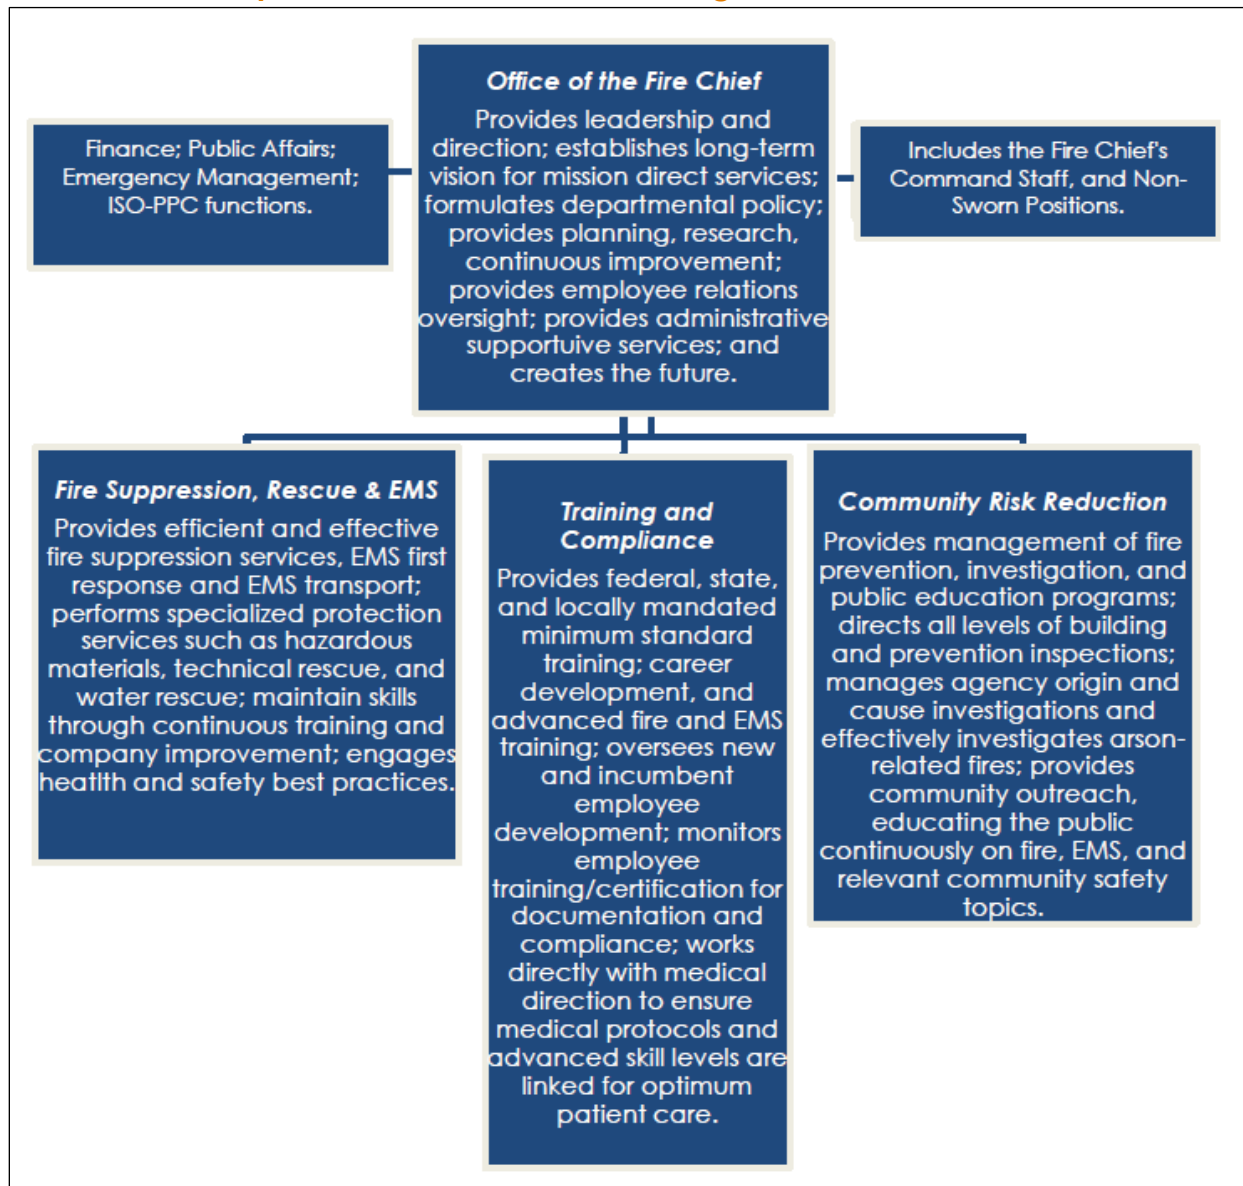 Office of the Fire Chief
Provides leadership and
direction; establishes long-term
vision for mission direct services;
formulates departmental policy;
provides planning, research,
continuous improvement;
provides employee relations
oversight; provides administrative
supportuive services; and
creates the future.
Finance; Public Affairs;
Emergency Management;
ISO-PPC functions.
Includes the Fire Chief's
Command Staff, and Non-
Sworn Positions.
Fire Suppression, Rescue & EMS
Provides efficient and effective
fire suppression services, EMS first
response and EMS transport;
performs specialized protection
services such as hazardous
materials, technical rescue, and
water rescue; maintain skills
through continuous training and
company improvement; engages
heatlth and safety best practices.
Training and
Compliance
Provides federal, state,
and locally mandated
minimum standard
training; career
development, and
advanced fire and EMS
training; oversees new
and incumbent
employee
development; monitors
employee
training/certification for
documentation and
compliance; works
directly with medical
direction to ensure
medical protocols and
advanced skill levels are
linked for optimum
patient care.
Community Risk Reduction
Provides management of fire
prevention, investigation, and
public education programs;
directs all levels of building
and prevention inspections;
manages agency origin and
cause investigations and
effectively investigates arson-
related fires; provides
community outreach,
educating the public
continuously on fire, EMS, and
relevant community safety
topics.